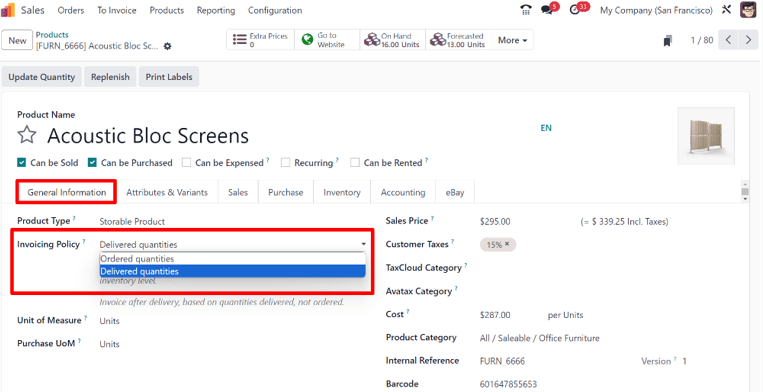 Sales Orders To Invoice Products Reporting Configuration 5 33 My Company (San Francisco)
New Products
[FURN_6666] Acoustic Bloc Sc...
Extra Prices
0
Go to
Website
On Hand
16.00 Units
Forecasted
13.00 Units
More
1 / 80
Update Quantity Replenish Print Labels
Product Name
Acoustic Bloc Screens EN
Can be Sold Can be Purchased Can be Expensed ? Recurring ? Can be Rented ?
General Information Attributes & Variants Sales Purchase Inventory Accounting eBay
Product Type ? Storable Product
Invoicing Policy ? Delivered quantities
Ordered quantities
Delivered quantities
inventory level.
Invoice after delivery, based on quantities delivered, not ordered.
Unit of Measure ? Units
Purchase UoM ? Units
Sales Price ? $295.00 (= $ 339.25 Incl. Taxes)
Customer Taxes ? 15% ×
TaxCloud Category ?
Avatax Category ?
Cost ? $287.00 per Units
Product Category All / Saleable / Office Furniture
Internal Reference FURN_6666 Version ? 1
Barcode 601647855653